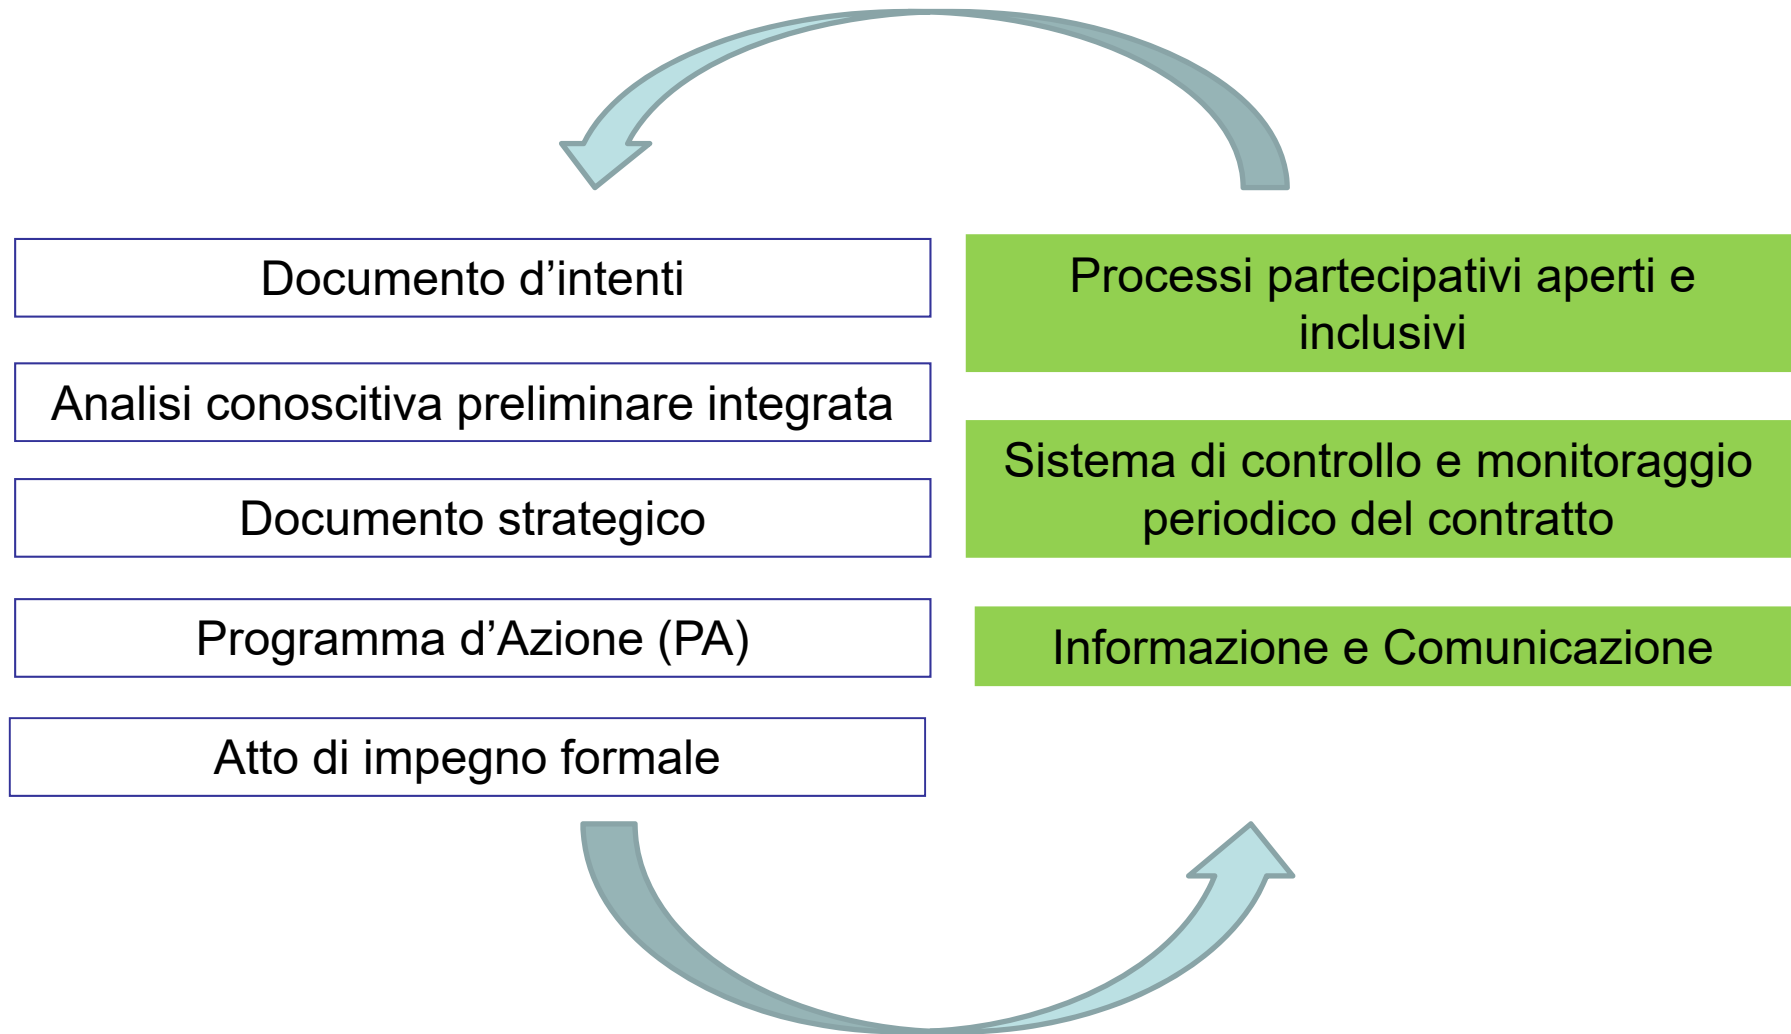 Documento d’intenti
Analisi conoscitiva preliminare integrata
Documento strategico
Programma d’Azione (PA)
Atto di impegno formale
Processi partecipativi aperti e
inclusivi
Sistema di controllo e monitoraggio
periodico del contratto
Informazione e Comunicazione